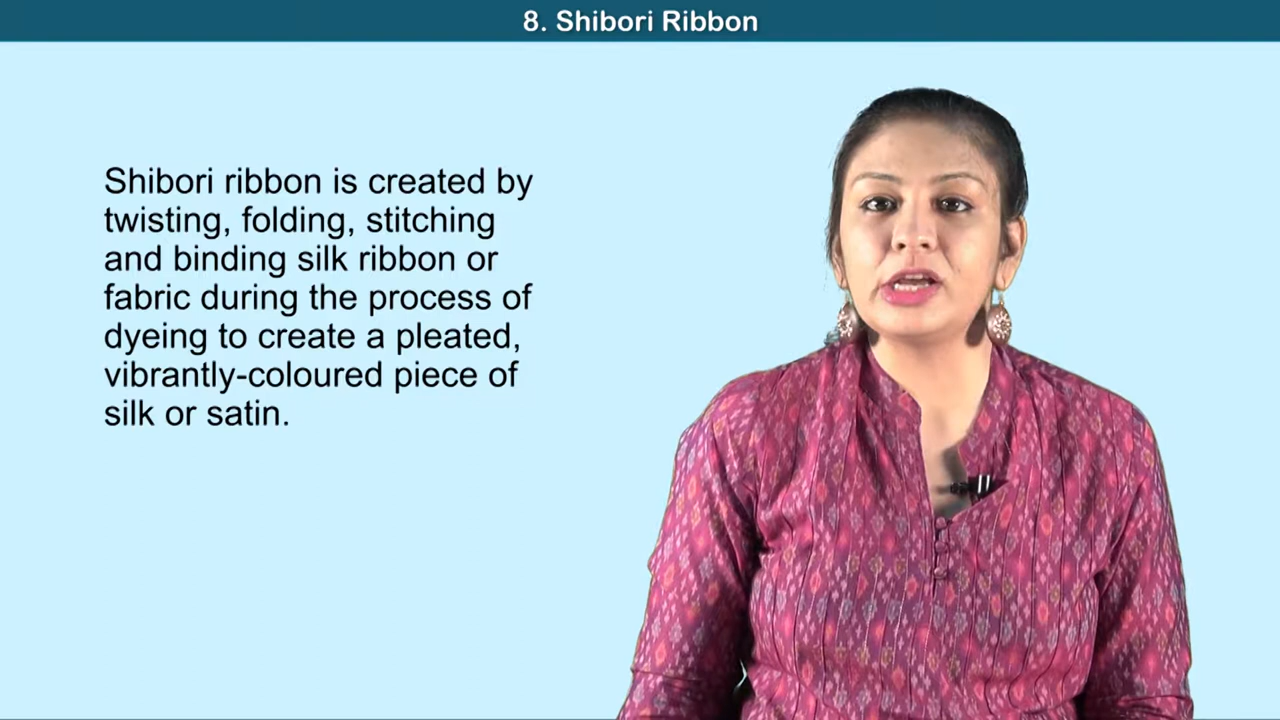 8. Shibori Ribbon
Shibori ribbon is created by
twisting, folding, stitching
and binding silk ribbon or
fabric during the process of
dyeing to create a pleated,
vibrantly-coloured piece of
silk or satin.